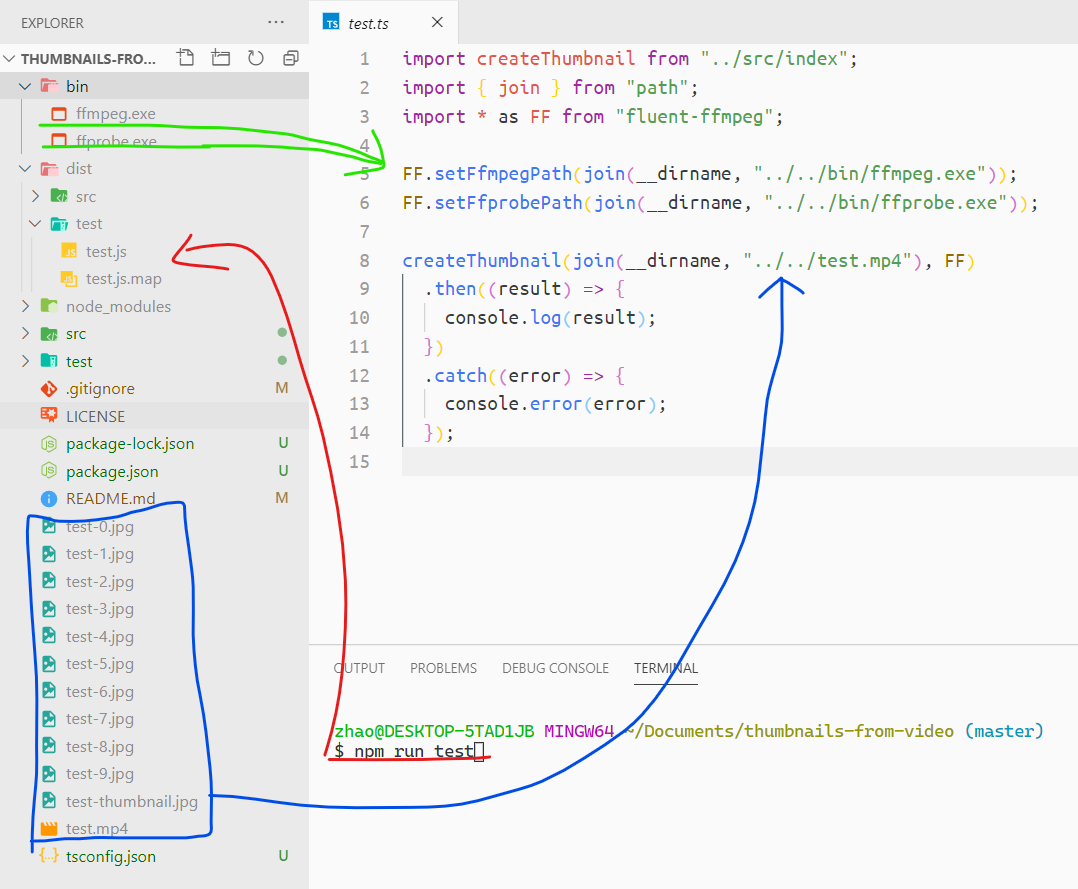 EXPLORER
...
THUMBNAILS-FRO...
bin
ffmpeg.exe
ffprobe.exe
dist
src
test
JS test.js
JS test.js.map
node_modules
src
test
.gitignore M
LICENSE
package-lock.json U
package.json U
README.md M
test-0.jpg
test-1.jpg
test-2.jpg
test-3.jpg
test-4.jpg
test-5.jpg
test-6.jpg
test-7.jpg
test-8.jpg
test-9.jpg
test-thumbnail.jpg
test.mp4
tsconfig.json U
TS test.ts
1 import createThumbnail from "../src/index";
2 import { join } from "path";
3 import * as FF from "fluent-ffmpeg";
4
5 FF.setFfmpegPath(join(__dirname, "../../bin/ffmpeg.exe"));
6 FF.setFfprobePath(join(__dirname, "../../bin/ffprobe.exe"));
7
8 createThumbnail(join(__dirname, "../../test.mp4"), FF)
9 .then((result) => {
10 console.log(result);
11 })
12 .catch((error) => {
13 console.error(error);
14 });
15
OUTPUT PROBLEMS DEBUG CONSOLE TERMINAL
zhao@DESKTOP-5TAD1JB MINGW64 ~/Documents/thumbnails-from-video (master)
$ npm run test